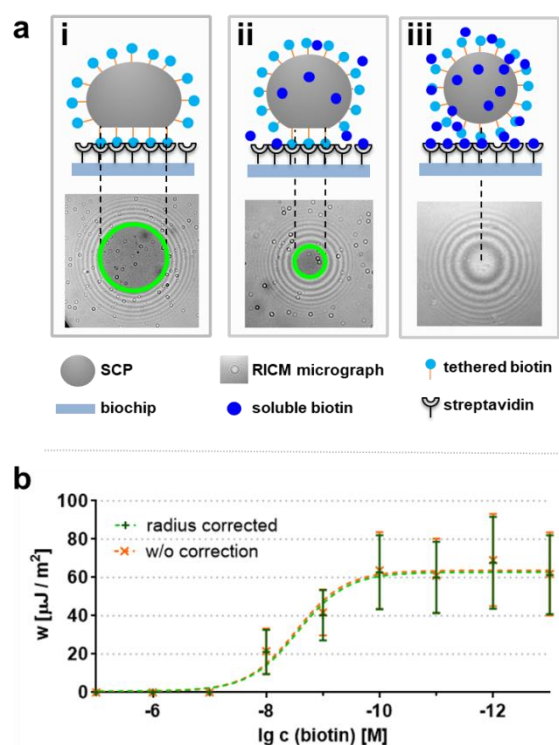 a
i
ii
iii
SCP
RICM micrograph
tethered biotin
biochip
soluble biotin
streptavidin
b
100
80
60
40
20
0
w [µJ / m²]
radius corrected
w/o correction
-6
-8
-10
-12
lg c (biotin) [M]